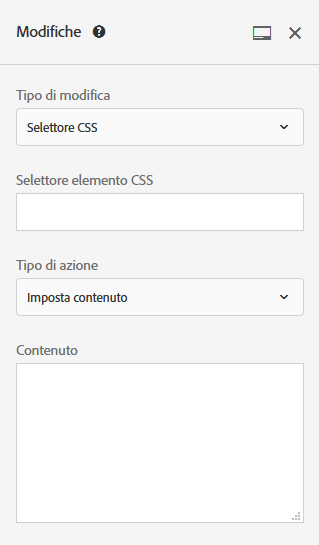 Modifiche ?
Tipo di modifica
Selettore CSS
Selettore elemento CSS
Tipo di azione
Imposta contenuto
Contenuto